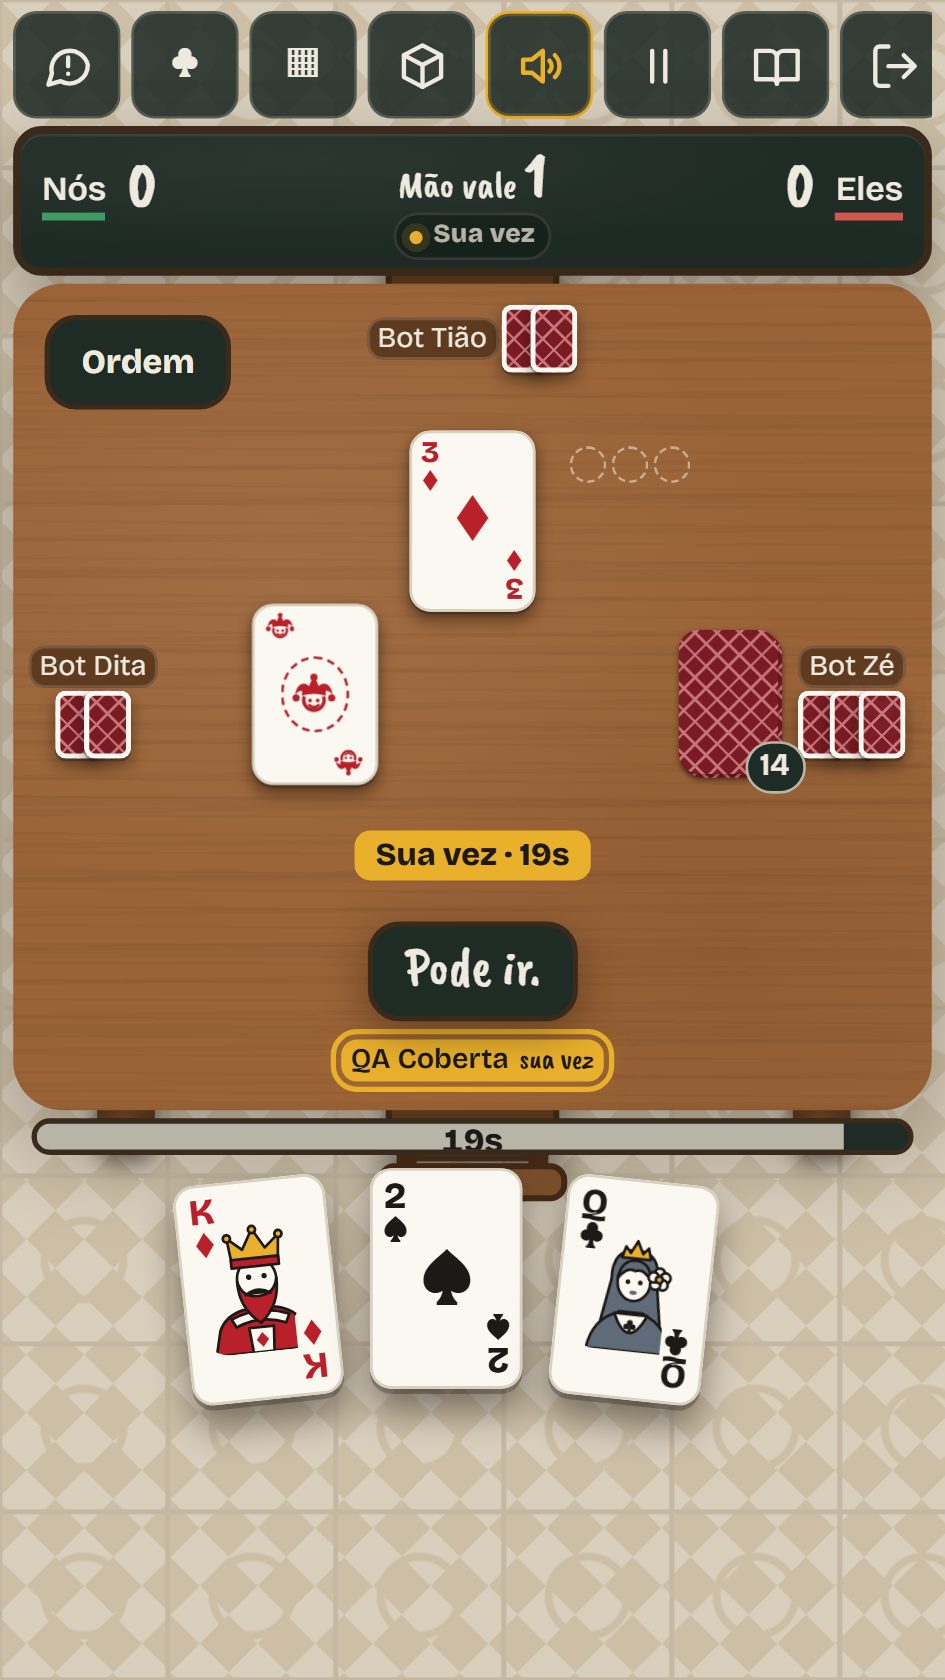 Nós 0 Mão vale 1 0 Eles
Sua vez
Ordem
Bot Tião
3
3
Bot Dita
Bot Zé
14
Sua vez · 19s
Pode ir.
QA Coberta sua vez
19s
K
K
2
2
Q
Q